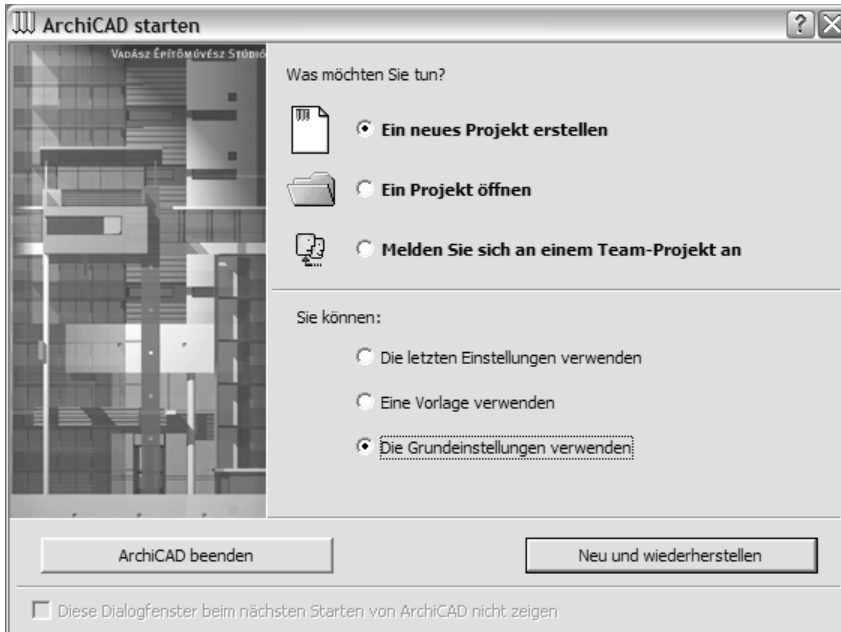 ArchiCAD starten
VADÁSZ ÉPÍTŐMŰVÉSZ STÚDIÓ
Was möchten Sie tun?
Ein neues Projekt erstellen
Ein Projekt öffnen
Melden Sie sich an einem Team-Projekt an
Sie können:
Die letzten Einstellungen verwenden
Eine Vorlage verwenden
Die Grundeinstellungen verwenden
ArchiCAD beenden
Neu und wiederherstellen
Diese Dialogfenster beim nächsten Starten von ArchiCAD nicht zeigen